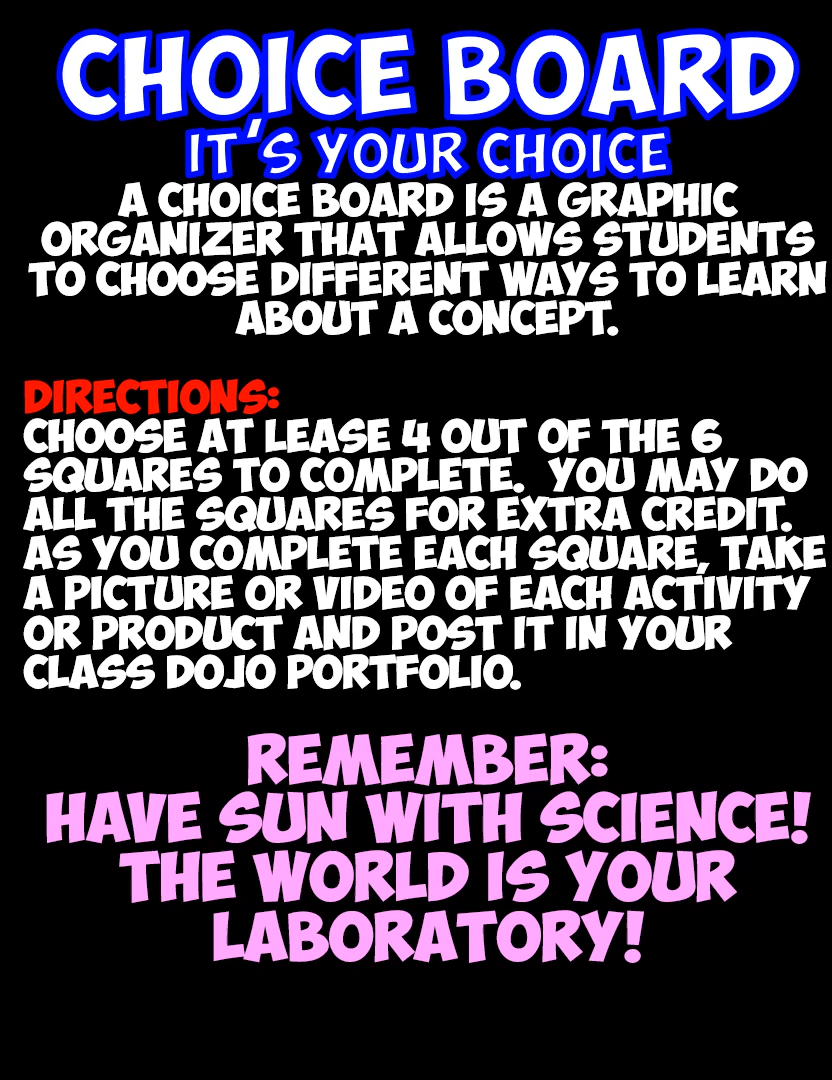 CHOICE BOARD
IT'S YOUR CHOICE
A CHOICE BOARD IS A GRAPHIC
ORGANIZER THAT ALLOWS STUDENTS
TO CHOOSE DIFFERENT WAYS TO LEARN
ABOUT A CONCEPT.
DIRECTIONS:
CHOOSE AT LEASE 4 OUT OF THE 6
SQUARES TO COMPLETE.  YOU MAY DO
ALL THE SQUARES FOR EXTRA CREDIT.
AS YOU COMPLETE EACH SQUARE, TAKE
A PICTURE OR VIDEO OF EACH ACTIVITY
OR PRODUCT AND POST IT IN YOUR
CLASS DOJO PORTFOLIO.
REMEMBER:
HAVE SUN WITH SCIENCE!
THE WORLD IS YOUR
LABORATORY!